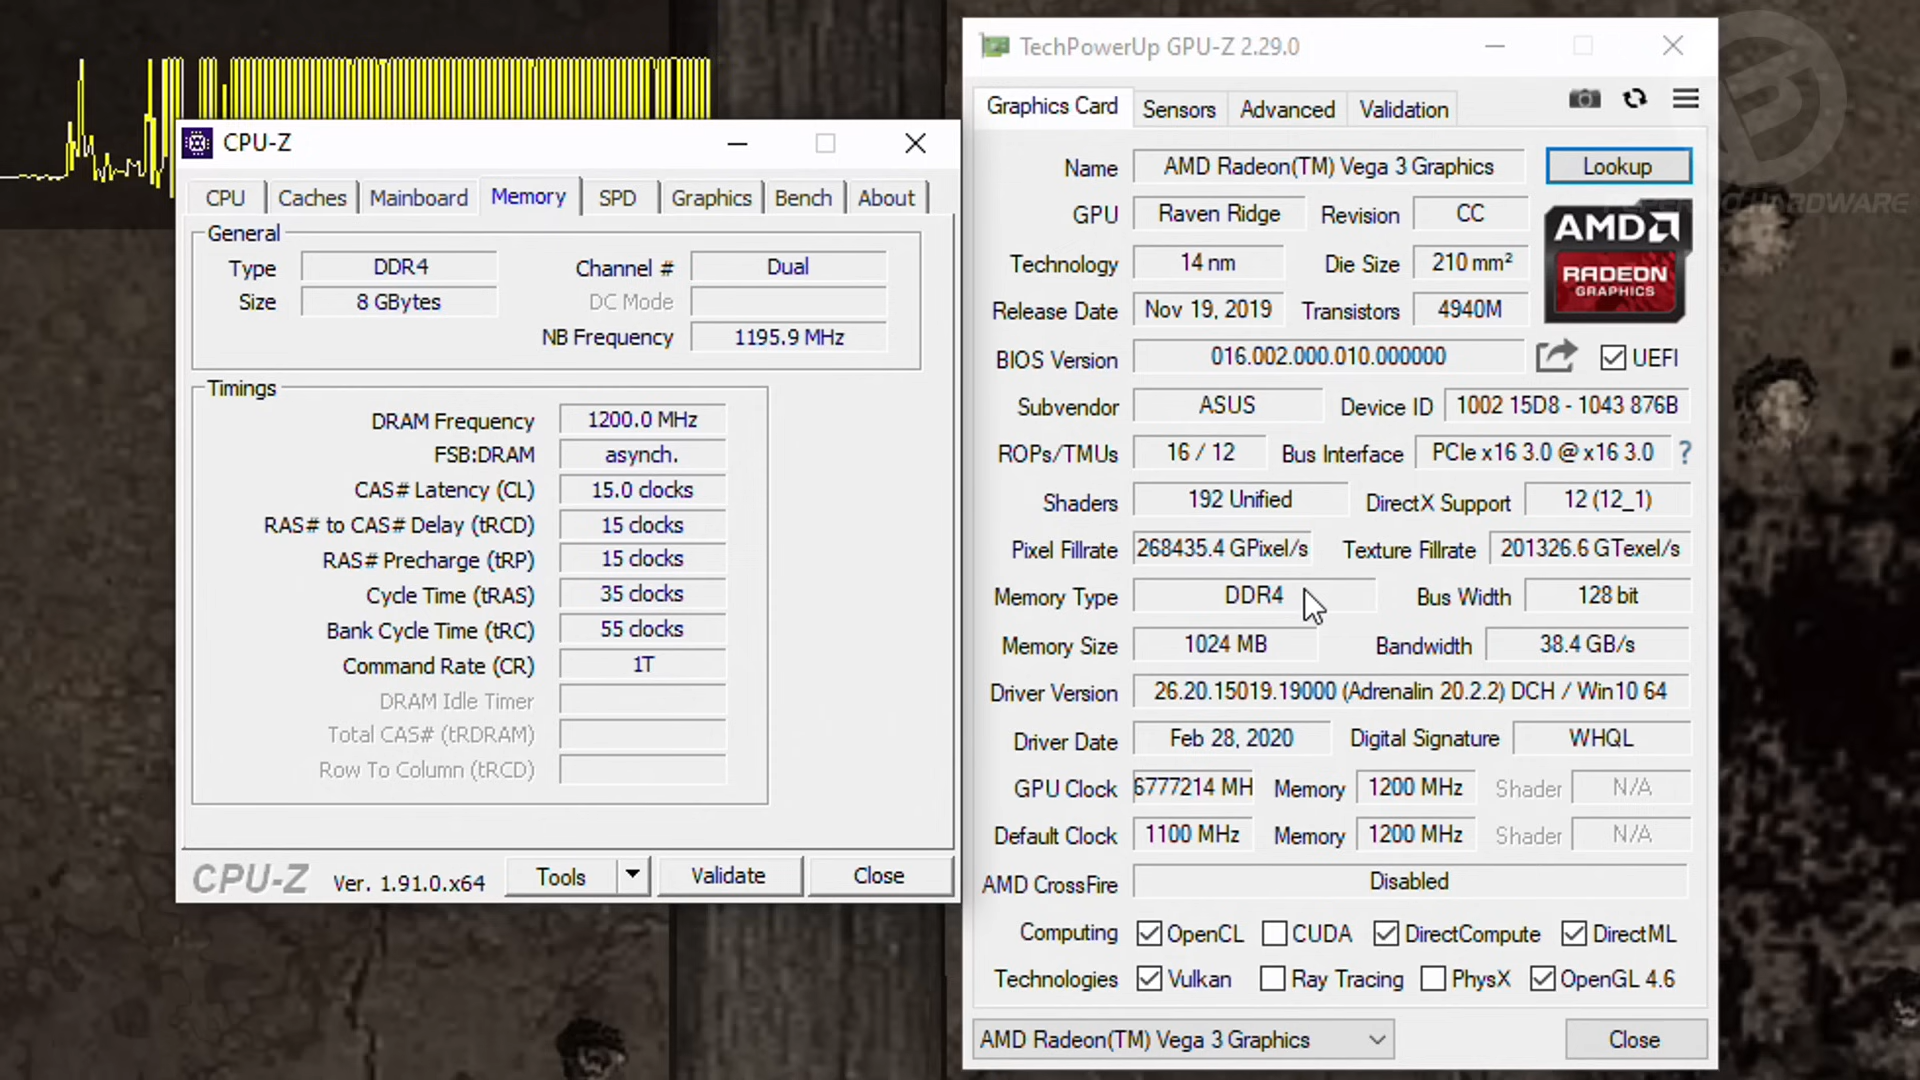 CPU-Z
CPU Caches Mainboard Memory SPD Graphics Bench About
General
Type DDR4 Channel # Dual
Size 8 GBytes DC Mode
NB Frequency 1195.9 MHz
Timings
DRAM Frequency 1200.0 MHz
FSB:DRAM asynch.
CAS# Latency (CL) 15.0 clocks
RAS# to CAS# Delay (tRCD) 15 clocks
RAS# Precharge (tRP) 15 clocks
Cycle Time (tRAS) 35 clocks
Bank Cycle Time (tRC) 55 clocks
Command Rate (CR) 1T
DRAM Idle Timer
Total CAS# (tRDRAM)
Row To Column (tRCD)
CPU-Z Ver. 1.91.0.x64 Tools Validate Close
TechPowerUp GPU-Z 2.29.0
Graphics Card Sensors Advanced Validation
Name AMD Radeon(TM) Vega 3 Graphics Lookup
GPU Raven Ridge Revision CC
AMD
RADEON
GRAPHICS
Technology 14 nm Die Size 210 mm²
Release Date Nov 19, 2019 Transistors 4940M
BIOS Version 016.002.000.010.000000 UEFI
Subvendor ASUS Device ID 1002 15D8 - 1043 876B
ROPs/TMUs 16 / 12 Bus Interface PCIe x16 3.0 @ x16 3.0 ?
Shaders 192 Unified DirectX Support 12 (12_1)
Pixel Fillrate 268435.4 GPixel/s Texture Fillrate 201326.6 GTexel/s
Memory Type DDR4 Bus Width 128 bit
Memory Size 1024 MB Bandwidth 38.4 GB/s
Driver Version 26.20.15019.19000 (Adrenalin 20.2.2) DCH / Win10 64
Driver Date Feb 28, 2020 Digital Signature WHQL
GPU Clock 6777214 MH Memory 1200 MHz Shader N/A
Default Clock 1100 MHz Memory 1200 MHz Shader N/A
AMD CrossFire Disabled
Computing OpenCL CUDA DirectCompute DirectML
Technologies Vulkan Ray Tracing PhysX OpenGL 4.6
AMD Radeon(TM) Vega 3 Graphics Close